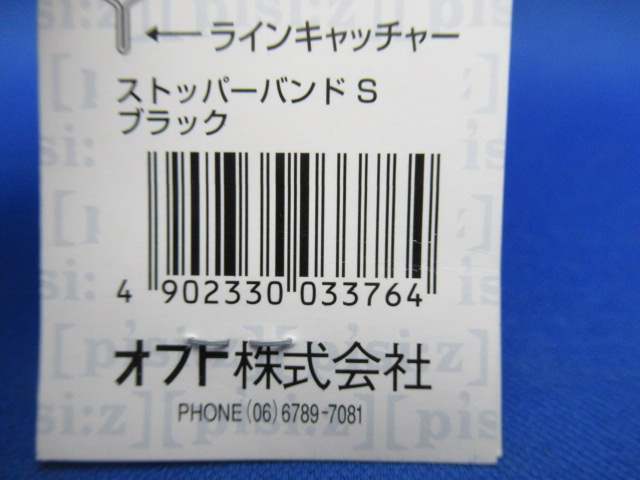 ←ラインキャッチャー
ストッパーバンド S
ブラック
4 902330 033764
オフト株式会社
PHONE (06) 6789-7081
[pisi:z]